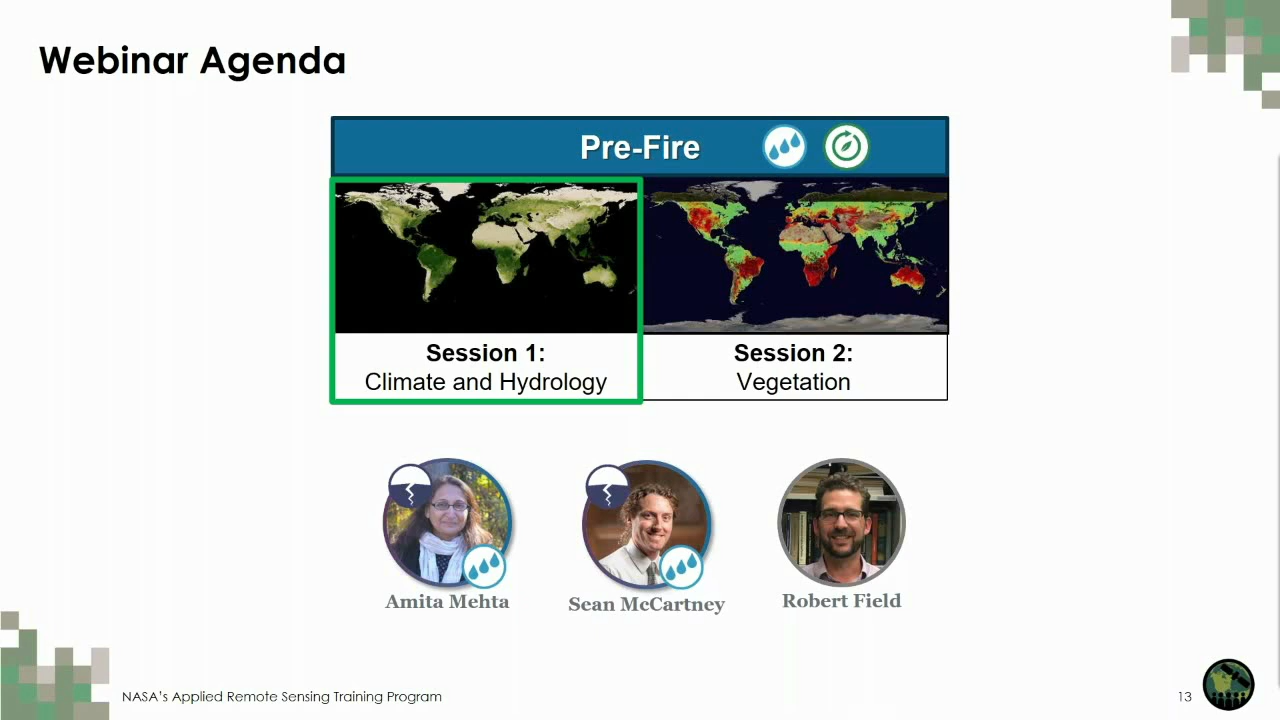 Webinar Agenda
Pre-Fire
Session 1:
Climate and Hydrology
Session 2:
Vegetation
Amita Mehta
Sean McCartney
Robert Field
NASA's Applied Remote Sensing Training Program
13